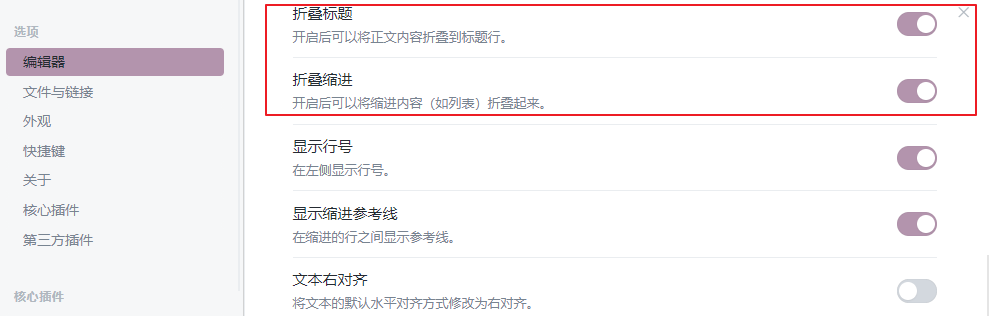 选项
编辑器
文件与链接
外观
快捷键
关于
核心插件
第三方插件
核心插件
折叠标题
开启后可以将正文内容折叠到标题行。
折叠缩进
开启后可以将缩进内容（如列表）折叠起来。
显示行号
在左侧显示行号。
显示缩进参考线
在缩进的行之间显示参考线。
文本右对齐
将文本的默认水平对齐方式修改为右对齐。